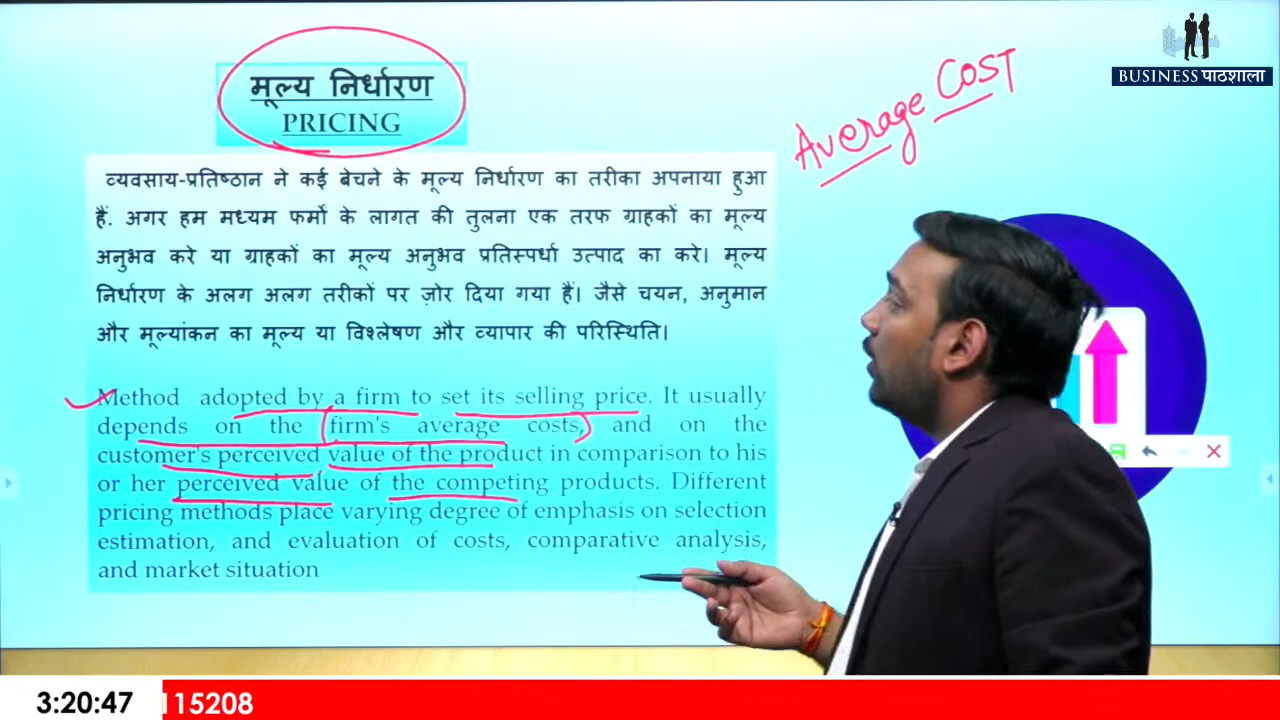 BUSINESS पाठशाला
मूल्य निर्धारण
PRICING
Average COST
व्यवसाय-प्रतिष्ठान ने कई बेचने के मूल्य निर्धारण का तरीका अपनाया हुआ
हैं. अगर हम मध्यम फर्मों के लागत की तुलना एक तरफ ग्राहकों का मूल्य
अनुभव करे या ग्राहकों का मूल्य अनुभव प्रतिस्पर्धा उत्पाद का करे। मूल्य
निर्धारण के अलग अलग तरीकों पर ज़ोर दिया गया हैं। जैसे चयन, अनुमान
और मूल्यांकन का मूल्य या विश्लेषण और व्यापार की परिस्थिति।
Method adopted by a firm to set its selling price. It usually
depends on the firm's average costs, and on the
customer's perceived value of the product in comparison to his
or her perceived value of the competing products. Different
pricing methods place varying degree of emphasis on selection
estimation, and evaluation of costs, comparative analysis,
and market situation
3:20:47
115208